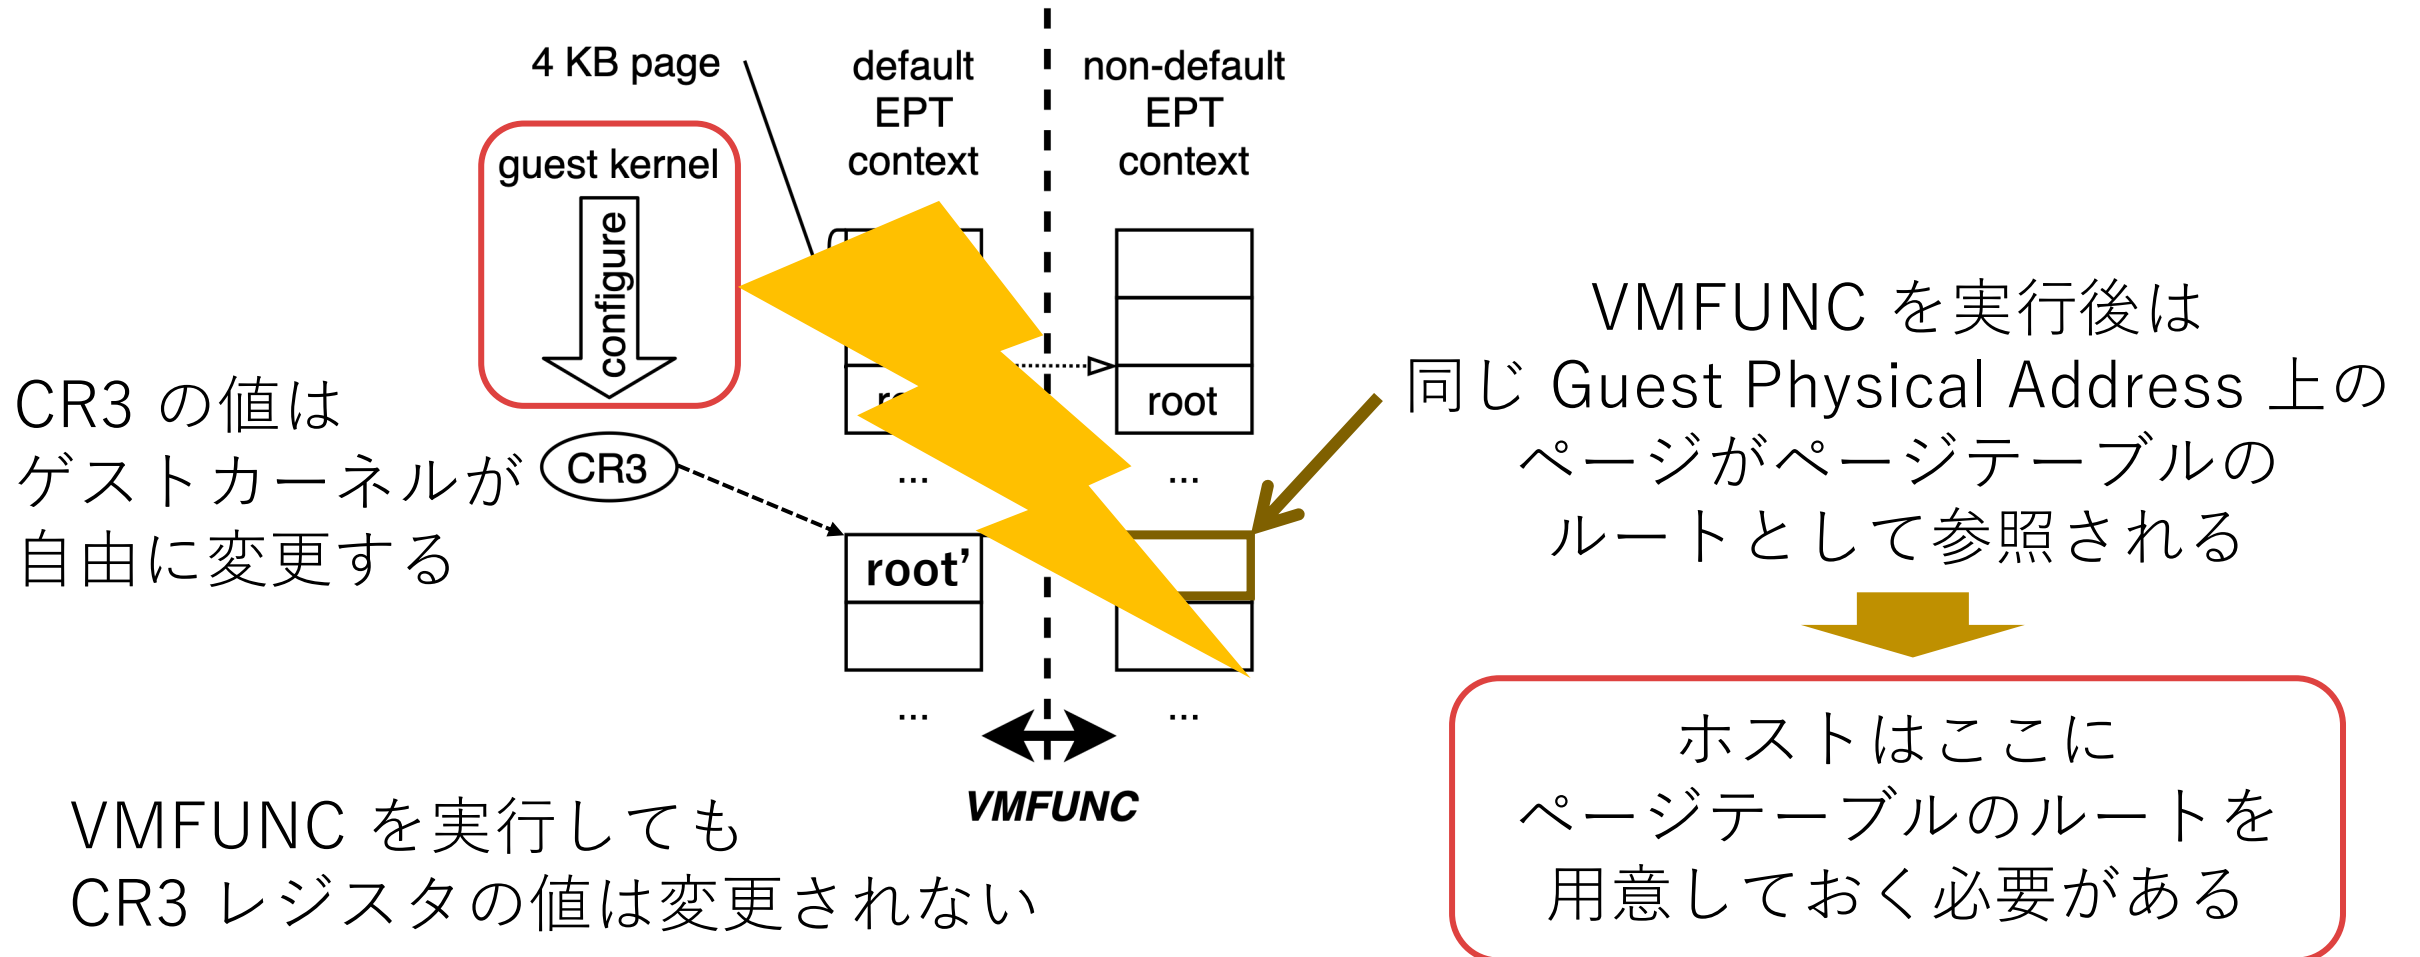 4 KB page
default
EPT
context
non-default
EPT
context
guest kernel
configure
CR3
root
root'
...
...
...
...
VMFUNC
CR3 の値は
ゲストカーネルが
自由に変更する
VMFUNC を実行しても
CR3 レジスタの値は変更されない
VMFUNC を実行後は
同じ Guest Physical Address 上の
ページがページテーブルの
ルートとして参照される
ホストはここに
ページテーブルのルートを
用意しておく必要がある